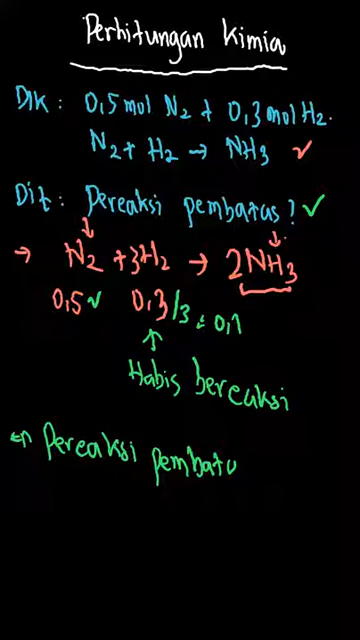 Perhitungan Kimia
Dik : 0,5 mol N2 + 0,3 mol H2.
N2 + H2 → NH3 ✓
Dit : Pereaksi pembatas? ✓
→ N2 + 3H2 → 2NH3
0,5 ✓ 0,3/3 = 0,1
Habis bereaksi
Pereaksi pembatu